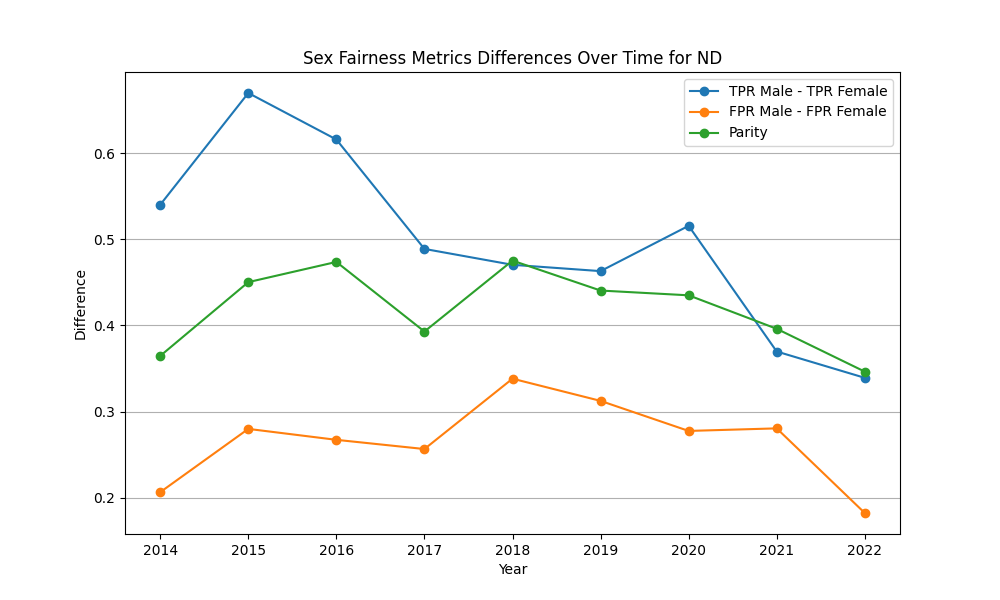 Sex Fairness Metrics Differences Over Time for ND
TPR Male - TPR Female
FPR Male - FPR Female
Parity
Difference
0.6
0.5
0.4
0.3
0.2
2014 2015 2016 2017 2018 2019 2020 2021 2022
Year